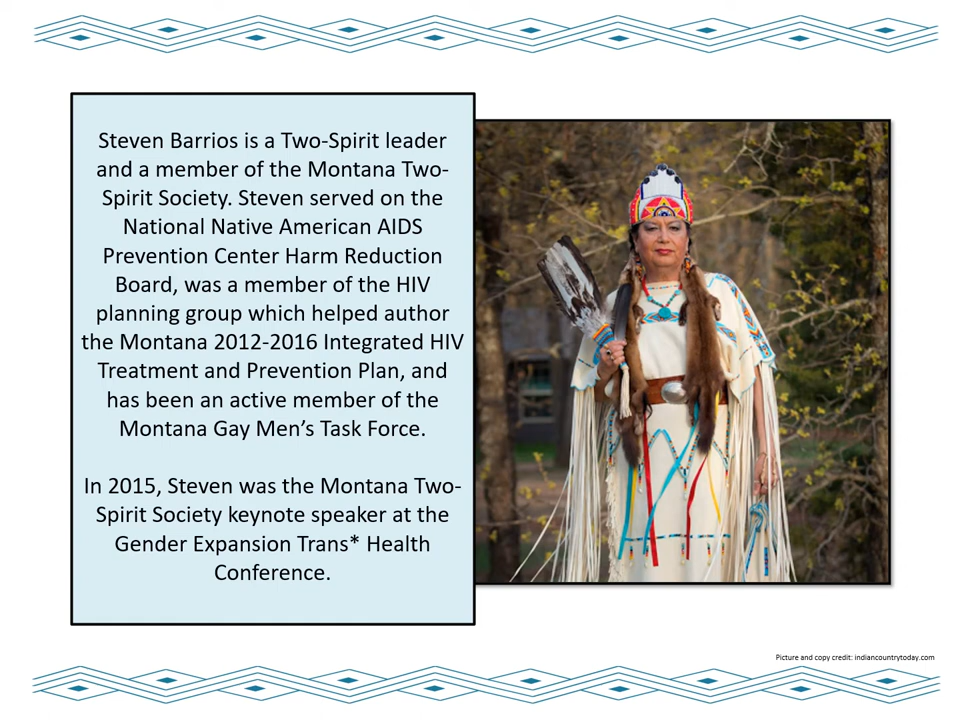 Steven Barrios is a Two-Spirit leader
and a member of the Montana Two-
Spirit Society. Steven served on the
National Native American AIDS
Prevention Center Harm Reduction
Board, was a member of the HIV
planning group which helped author
the Montana 2012-2016 Integrated HIV
Treatment and Prevention Plan, and
has been an active member of the
Montana Gay Men’s Task Force.
In 2015, Steven was the Montana Two-
Spirit Society keynote speaker at the
Gender Expansion Trans* Health
Conference.
Picture and copy credit: indiancountrytoday.com